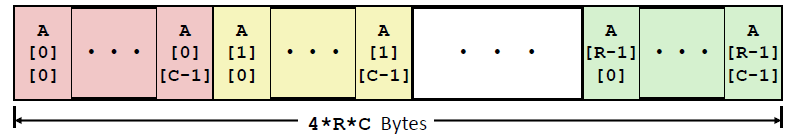 A A A A A A
[0] • • • [0] [1] • • • [1] • • • [R-1] • • • [R-1]
[0] [C-1] [0] [C-1] [0] [C-1]
4*R*C Bytes